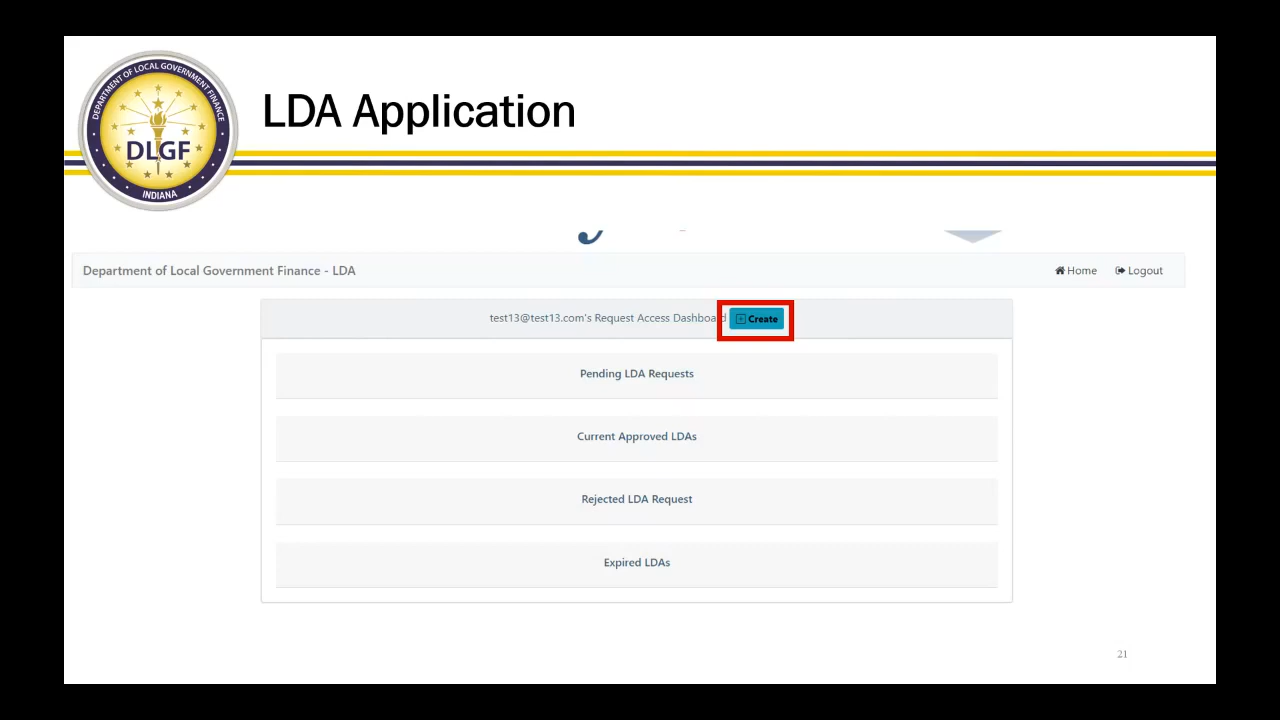 DEPARTMENT OF LOCAL GOVERNMENT FINANCE
DLGF
INDIANA
LDA Application
Department of Local Government Finance - LDA
Home
Logout
test13@test13.com's Request Access Dashboard
Create
Pending LDA Requests
Current Approved LDAs
Rejected LDA Request
Expired LDAs
21